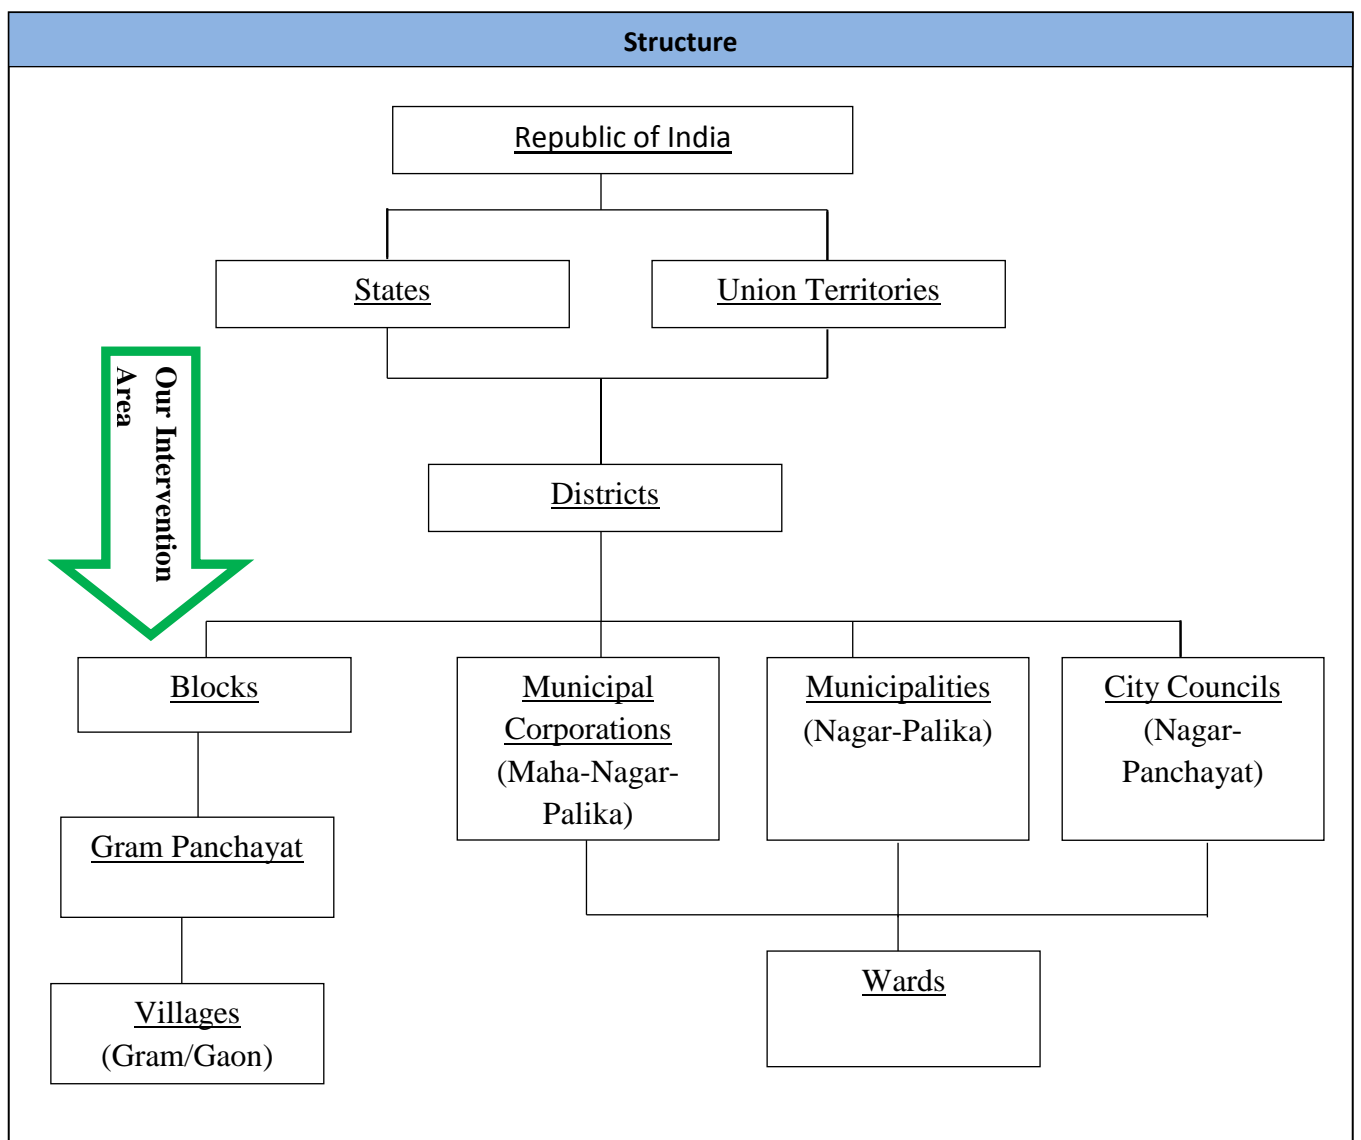 Structure
Republic of India
States
Union Territories
Our Intervention
Area
Districts
Blocks
Municipal
Corporations
(Maha-Nagar-
Palika)
Municipalities
(Nagar-Palika)
City Councils
(Nagar-
Panchayat)
Gram Panchayat
Wards
Villages
(Gram/Gaon)